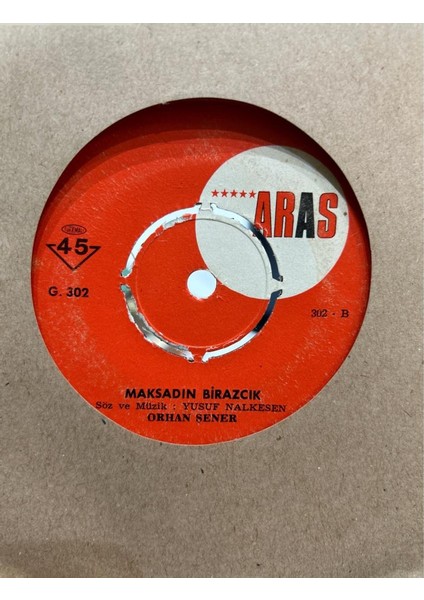 ★★★★★ARAS
45
G. 302
302 - B
MAKSADIN BİRAZCIK
Söz ve Müzik : YUSUF NALKESEN
ORHAN ŞENER